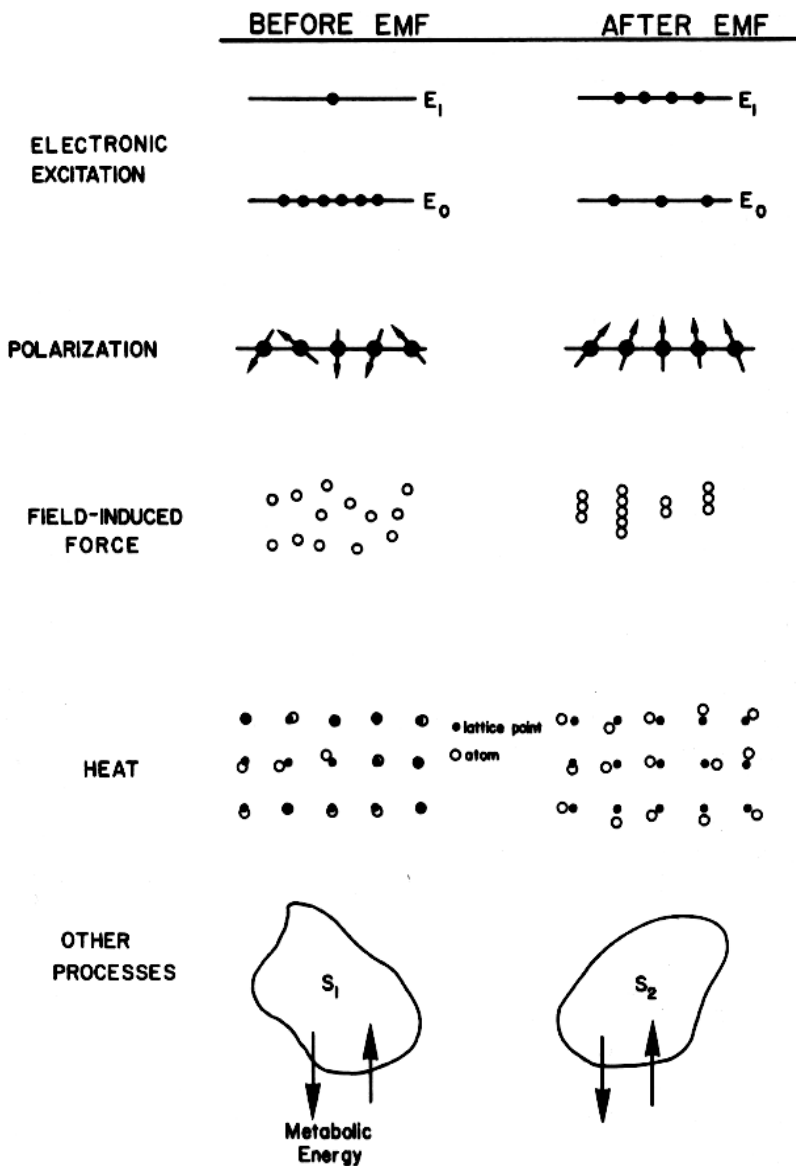 BEFORE EMF AFTER EMF
E₁ E₁
ELECTRONIC
EXCITATION
E₀ E₀
POLARIZATION
FIELD-INDUCED
FORCE
lattice point
atom
HEAT
OTHER
PROCESSES
S₁ S₂
Metabolic
Energy